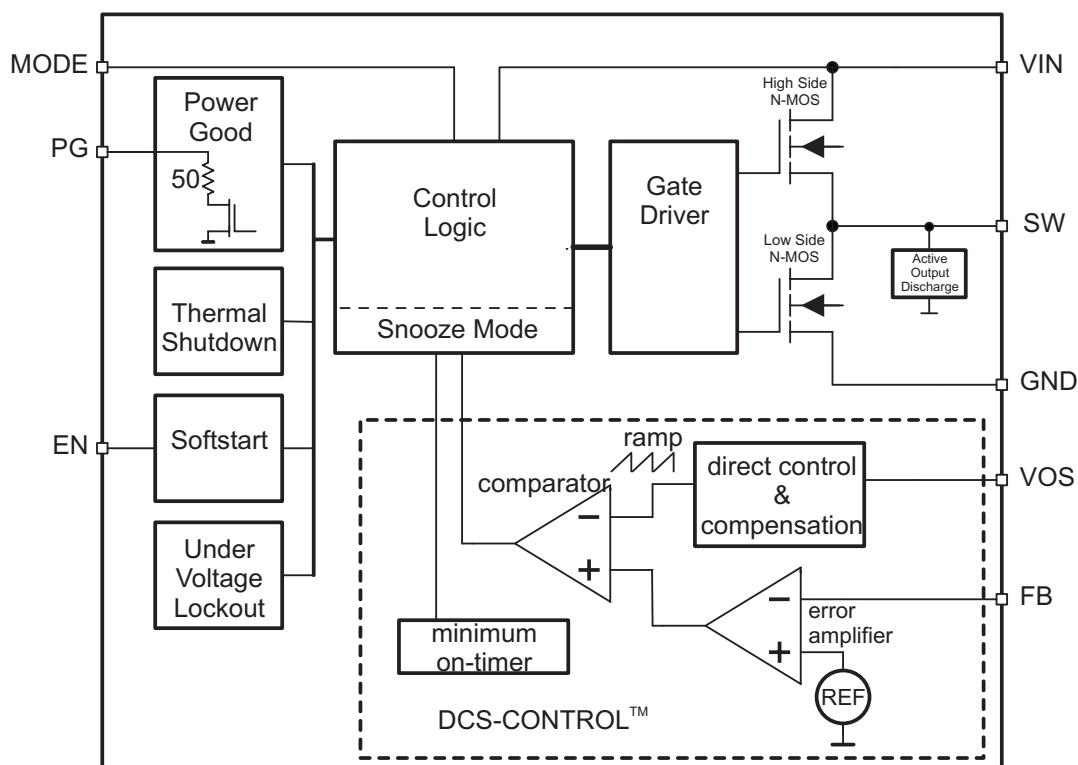 MODE
VIN
High Side
N-MOS
Power
Good
PG
50
Control
Logic
Gate
Driver
SW
Low Side
N-MOS
Active
Output
Discharge
Thermal
Shutdown
Snooze Mode
GND
EN
Softstart
ramp
comparator
direct control
&
compensation
VOS
−
+
Under
Voltage
Lockout
FB
−
error
amplifier
+
minimum
on-timer
REF
DCS-CONTROL™